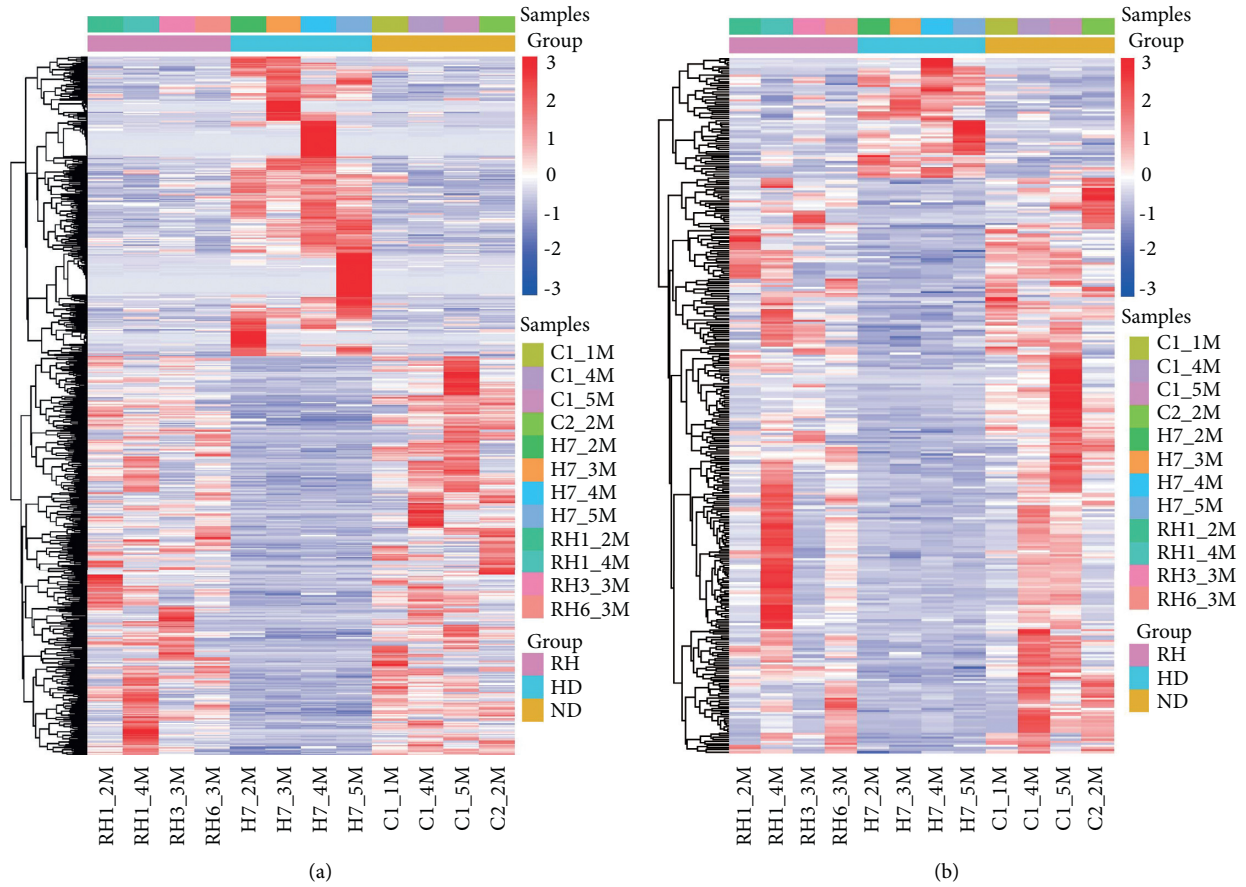 Samples
Group
3
2
1
0
-1
-2
-3
Samples
C1_1M
C1_4M
C1_5M
C2_2M
H7_2M
H7_3M
H7_4M
H7_5M
RH1_2M
RH1_4M
RH3_3M
RH6_3M
Group
RH
HD
ND
RH1_2M
RH1_4M
RH3_3M
RH6_3M
H7_2M
H7_3M
H7_4M
H7_5M
C1_1M
C1_4M
C1_5M
C2_2M
(a)
Samples
Group
3
2
1
0
-1
-2
-3
Samples
C1_1M
C1_4M
C1_5M
C2_2M
H7_2M
H7_3M
H7_4M
H7_5M
RH1_2M
RH1_4M
RH3_3M
RH6_3M
Group
RH
HD
ND
RH1_2M
RH1_4M
RH3_3M
RH6_3M
H7_2M
H7_3M
H7_4M
H7_5M
C1_1M
C1_4M
C1_5M
C2_2M
(b)